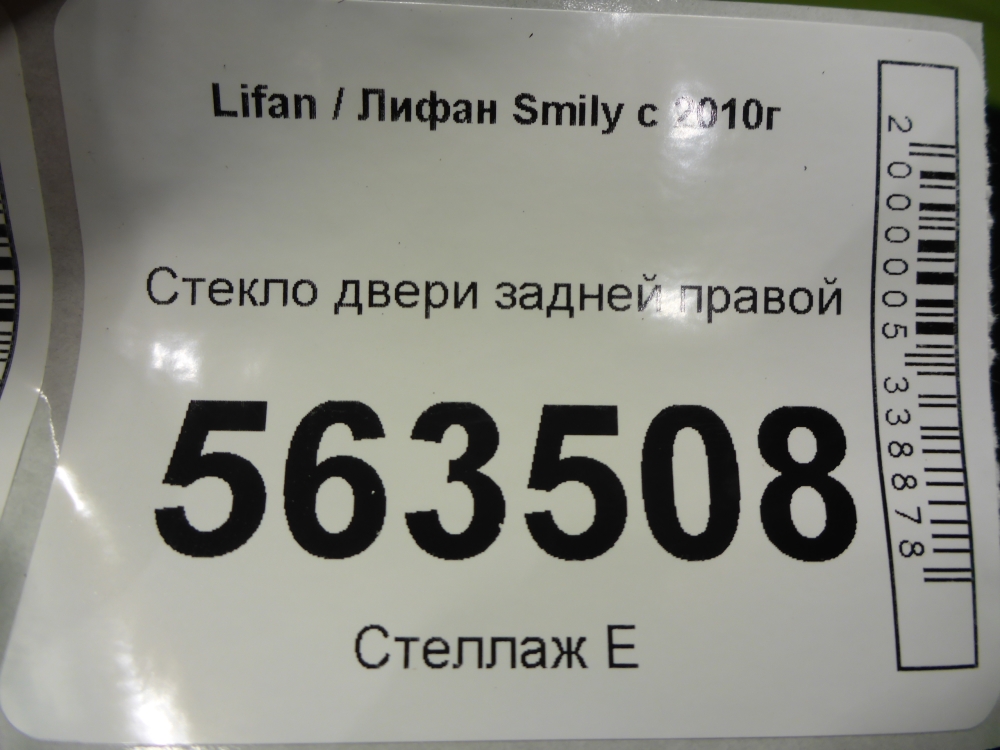 Lifan / Лифан Smily с 2010г
Стекло двери задней правой
563508
Стеллаж Е
2000005338878